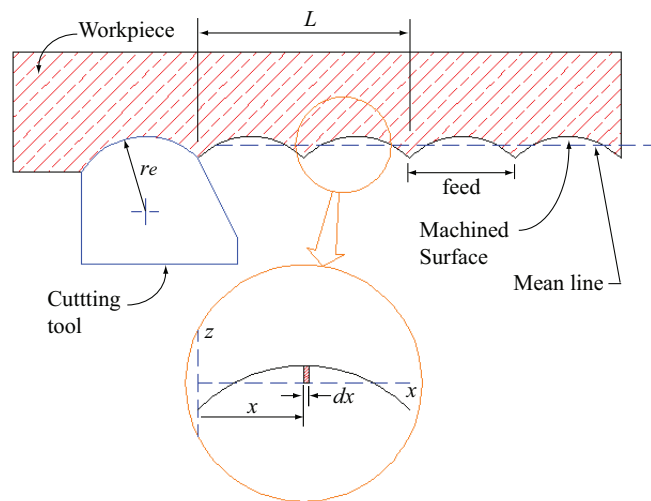 Workpiece
L
re
feed
Machined
Surface
Mean line
Cuttting
tool
z
x
x
dx